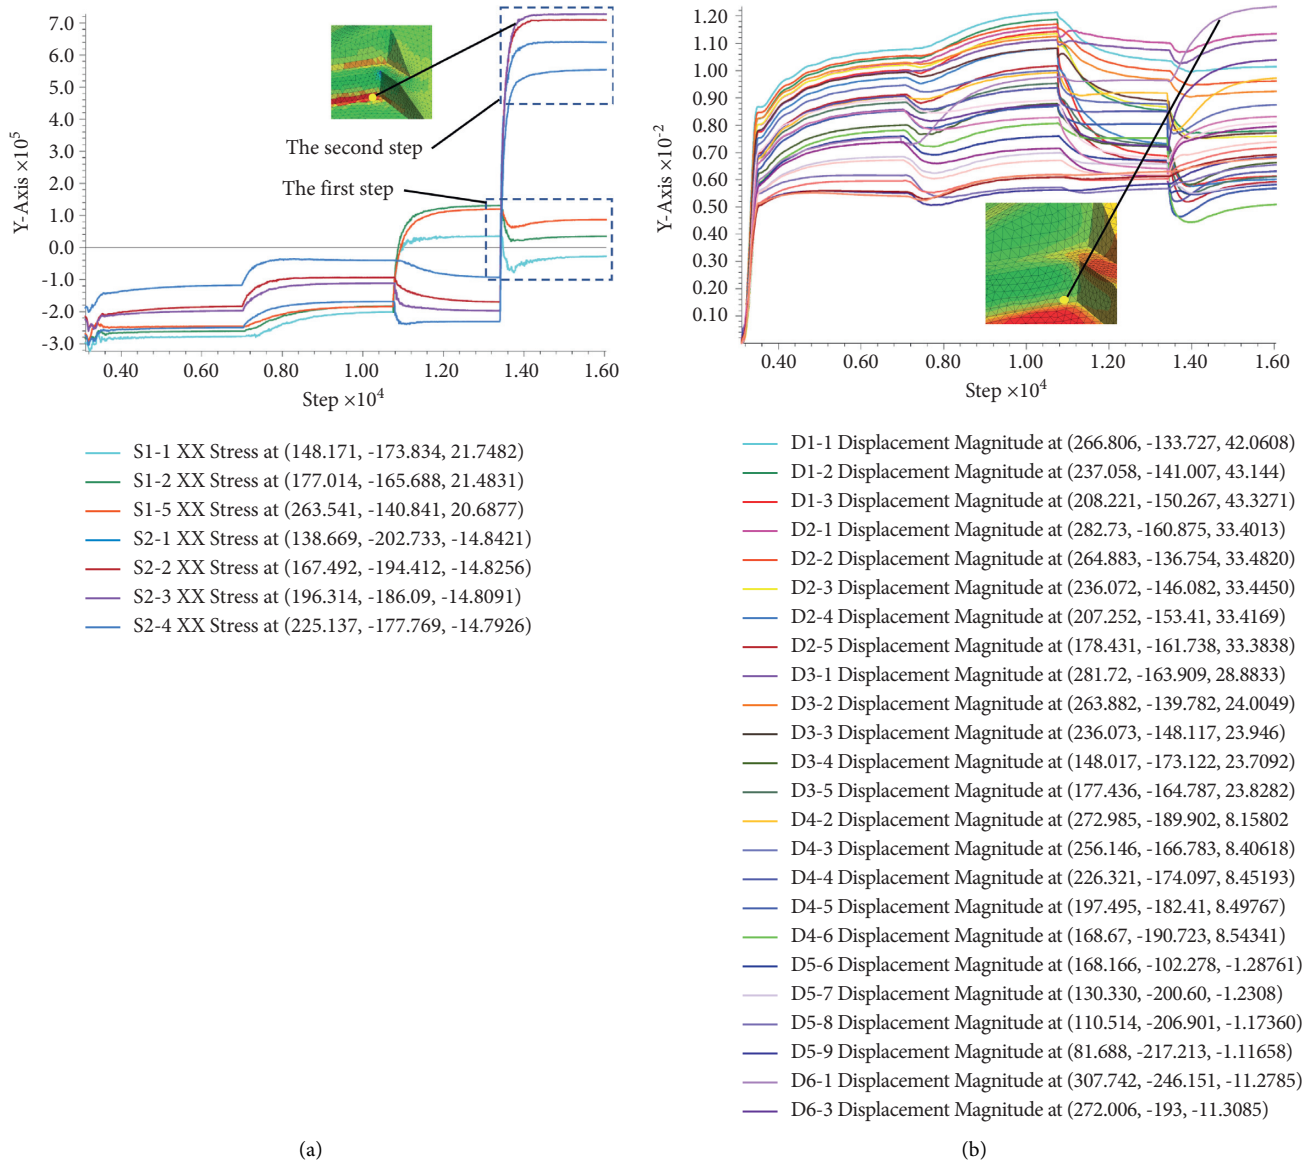 Y-Axis ×10^5
7.0
6.0
5.0
4.0
3.0
2.0
1.0
0.0
-1.0
-2.0
-3.0
The second step
The first step
0.40
0.60
0.80
1.00
1.20
1.40
1.60
Step ×10^4
S1-1 XX Stress at (148.171, -173.834, 21.7482)
S1-2 XX Stress at (177.014, -165.688, 21.4831)
S1-5 XX Stress at (263.541, -140.841, 20.6877)
S2-1 XX Stress at (138.669, -202.733, -14.8421)
S2-2 XX Stress at (167.492, -194.412, -14.8256)
S2-3 XX Stress at (196.314, -186.09, -14.8091)
S2-4 XX Stress at (225.137, -177.769, -14.7926)
(a)
Y-Axis ×10^-2
1.20
1.10
1.00
0.90
0.80
0.70
0.60
0.50
0.40
0.30
0.20
0.10
0.40
0.60
0.80
1.00
1.20
1.40
1.60
Step ×10^4
D1-1 Displacement Magnitude at (266.806, -133.727, 42.0608)
D1-2 Displacement Magnitude at (237.058, -141.007, 43.144)
D1-3 Displacement Magnitude at (208.221, -150.267, 43.3271)
D2-1 Displacement Magnitude at (282.73, -160.875, 33.4013)
D2-2 Displacement Magnitude at (264.883, -136.754, 33.4820)
D2-3 Displacement Magnitude at (236.072, -146.082, 33.4450)
D2-4 Displacement Magnitude at (207.252, -153.41, 33.4169)
D2-5 Displacement Magnitude at (178.431, -161.738, 33.3838)
D3-1 Displacement Magnitude at (281.72, -163.909, 28.8833)
D3-2 Displacement Magnitude at (263.882, -139.782, 24.0049)
D3-3 Displacement Magnitude at (236.073, -148.117, 23.946)
D3-4 Displacement Magnitude at (148.017, -173.122, 23.7092)
D3-5 Displacement Magnitude at (177.436, -164.787, 23.8282)
D4-2 Displacement Magnitude at (272.985, -189.902, 8.15802
D4-3 Displacement Magnitude at (256.146, -166.783, 8.40618)
D4-4 Displacement Magnitude at (226.321, -174.097, 8.45193)
D4-5 Displacement Magnitude at (197.495, -182.41, 8.49767)
D4-6 Displacement Magnitude at (168.67, -190.723, 8.54341)
D5-6 Displacement Magnitude at (168.166, -102.278, -1.28761)
D5-7 Displacement Magnitude at (130.330, -200.60, -1.2308)
D5-8 Displacement Magnitude at (110.514, -206.901, -1.17360)
D5-9 Displacement Magnitude at (81.688, -217.213, -1.11658)
D6-1 Displacement Magnitude at (307.742, -246.151, -11.2785)
D6-3 Displacement Magnitude at (272.006, -193, -11.3085)
(b)